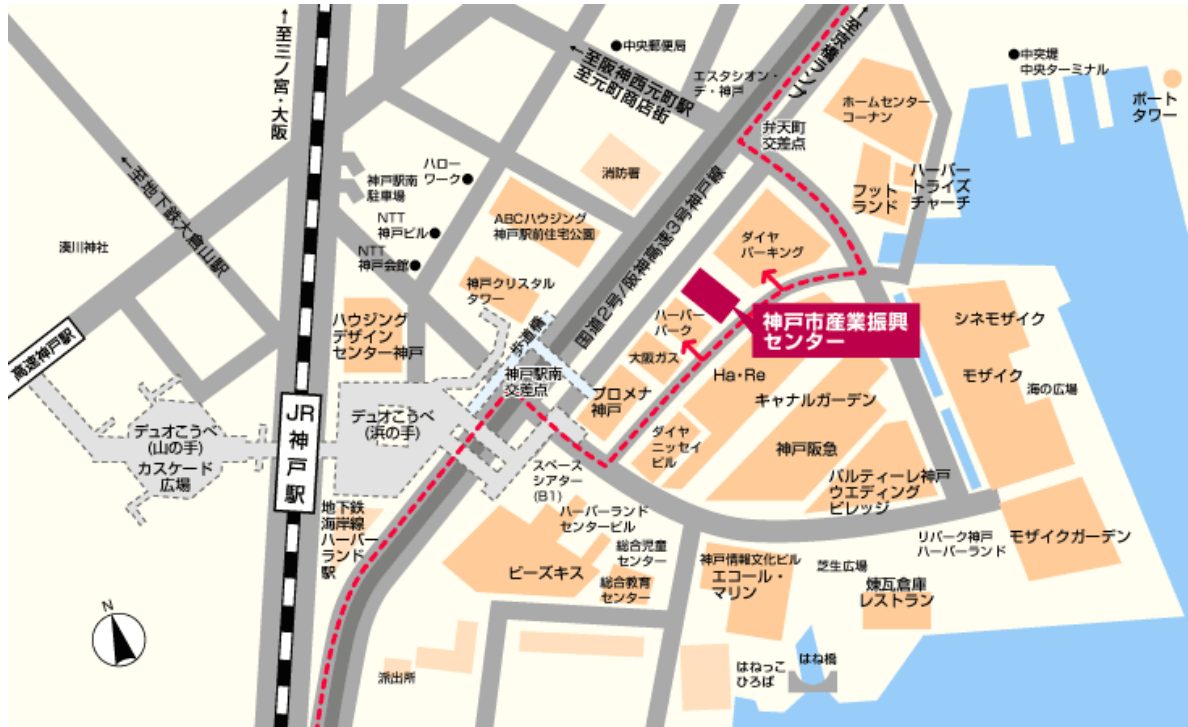 ←至三ノ宮・大阪
←至地下鉄大倉山駅
湊川神社
高速神戸駅
デュオこうべ
(山の手)
カスケード
広場
JR神戸駅
神戸駅南
駐車場
ハロー
ワーク●
NTT
神戸ビル●
NTT
神戸会館●
ハウジング
デザイン
センター神戸
デュオこうべ
(浜の手)
地下鉄
海岸線
ハーバー
ランド
駅
●中央郵便局
←至阪神西元町駅
至元町商店街
エスタシオン・
デ・神戸
→至京橋ランプ
消防署
ABCハウジング
神戸駅前住宅公園
神戸クリスタル
タワー
歩道橋
国道2号/阪神高速3号神戸線
神戸駅南
交差点
弁天町
交差点
ホームセンター
コーナン
フット
ランド
ハーバー
トライズ
チャーチ
●中央堤
中央ターミナル
ポート
タワー
ダイヤ
パーキング
神戸市産業振興
センター
ハーバー
パーク
大阪ガス
プロメナ
神戸
Ha・Re
キャナルガーデン
ダイヤ
ニッセイ
ビル
神戸阪急
バルティーレ神戸
ウエディング
ビレッジ
シネモザイク
モザイク
海の広場
モザイクガーデン
スペース
シアター
(B1)
ハーバーランド
センタービル
ビーズキス
総合児童
センター
総合教育
センター
神戸情報文化ビル
エコール・
マリン
芝生広場
リパーク神戸
ハーバーランド
煉瓦倉庫
レストラン
はねっこ
ひろば
はね橋
派出所
N